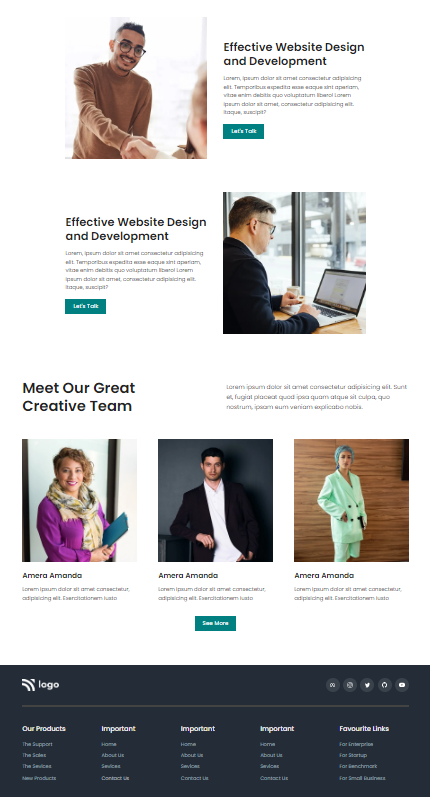 Effective Website Design
and Development
Lorem ipsum dolor sit amet consectetur adipisicing
elit. Temporibus expedita esse eaque sint aperiam,
vitae enim debitis quo voluptatum libero! Lorem
ipsum dolor sit amet, consectetur adipisicing elit.
Itaque, suscipit?
Let's Talk
Effective Website Design
and Development
Lorem ipsum dolor sit amet consectetur adipisicing
elit. Temporibus expedita esse eaque sint aperiam,
vitae enim debitis quo voluptatum libero! Lorem
ipsum dolor sit amet, consectetur adipisicing elit.
Itaque, suscipit?
Let's Talk
Meet Our Great
Creative Team
Lorem ipsum dolor sit amet consectetur adipisicing elit. Sunt
et, fugiat placeat quod ipsa quam atque sit culpa, quo
nostrum, ipsam eum veniam explicabo nobis.
Amera Amanda
Lorem ipsum dolor sit amet consectetur,
adipisicing elit. Exercitationem iusto
Amera Amanda
Lorem ipsum dolor sit amet consectetur,
adipisicing elit. Exercitationem iusto
Amera Amanda
Lorem ipsum dolor sit amet consectetur,
adipisicing elit. Exercitationem iusto
See More
logo
Our Products
The Support
The Sales
The Sevices
New Products
Important
Home
About Us
Sevices
Contact Us
Important
Home
About Us
Sevices
Contact Us
Important
Home
About Us
Sevices
Contact Us
Favourite Links
For Enterprise
For Startup
For Benchmark
For Small Business